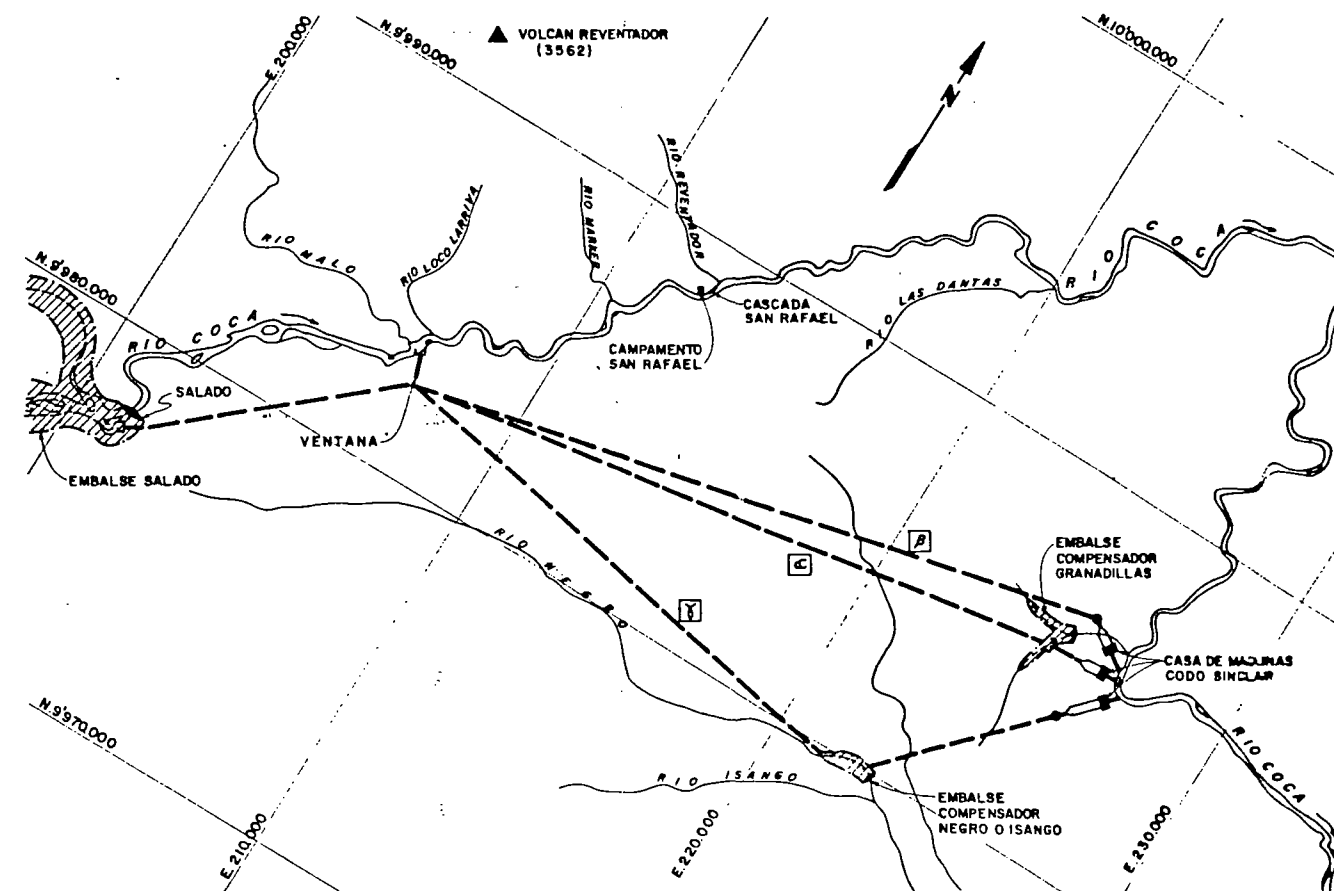 N. 9'990.000
E. 200.000
VOLCAN REVENTADOR
(3562)
N. 10'000.000
N
RIO REVENTADOR
RIO MALO
RIO LOCO LARRIVA
RIO MARKER
N. 9'980.000
RIO COCA
RIO COCA
RIO LAS DANTAS
CASCADA
SAN RAFAEL
CAMPAMENTO
SAN RAFAEL
SALADO
VENTANA
EMBALSE SALADO
RIO NEGRO
β
α
γ
EMBALSE
COMPENSADOR
GRANADILLAS
CASA DE MAQUINAS
CODO SINCLAIR
N. 9'970.000
RIO ISANGO
RIO COCA
EMBALSE
COMPENSADOR
NEGRO O ISANGO
E. 210.000
E. 220.000
E. 230.000